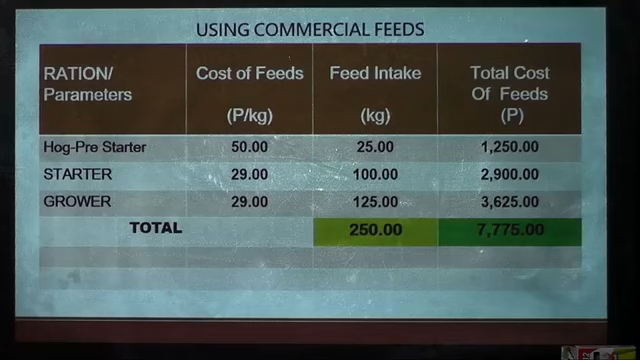 USING COMMERCIAL FEEDS
RATION/ Parameters Cost of Feeds (P/kg) Feed Intake (kg) Total Cost Of Feeds (P)
Hog-Pre Starter 50.00 25.00 1,250.00
STARTER 29.00 100.00 2,900.00
GROWER 29.00 125.00 3,625.00
TOTAL 250.00 7,775.00